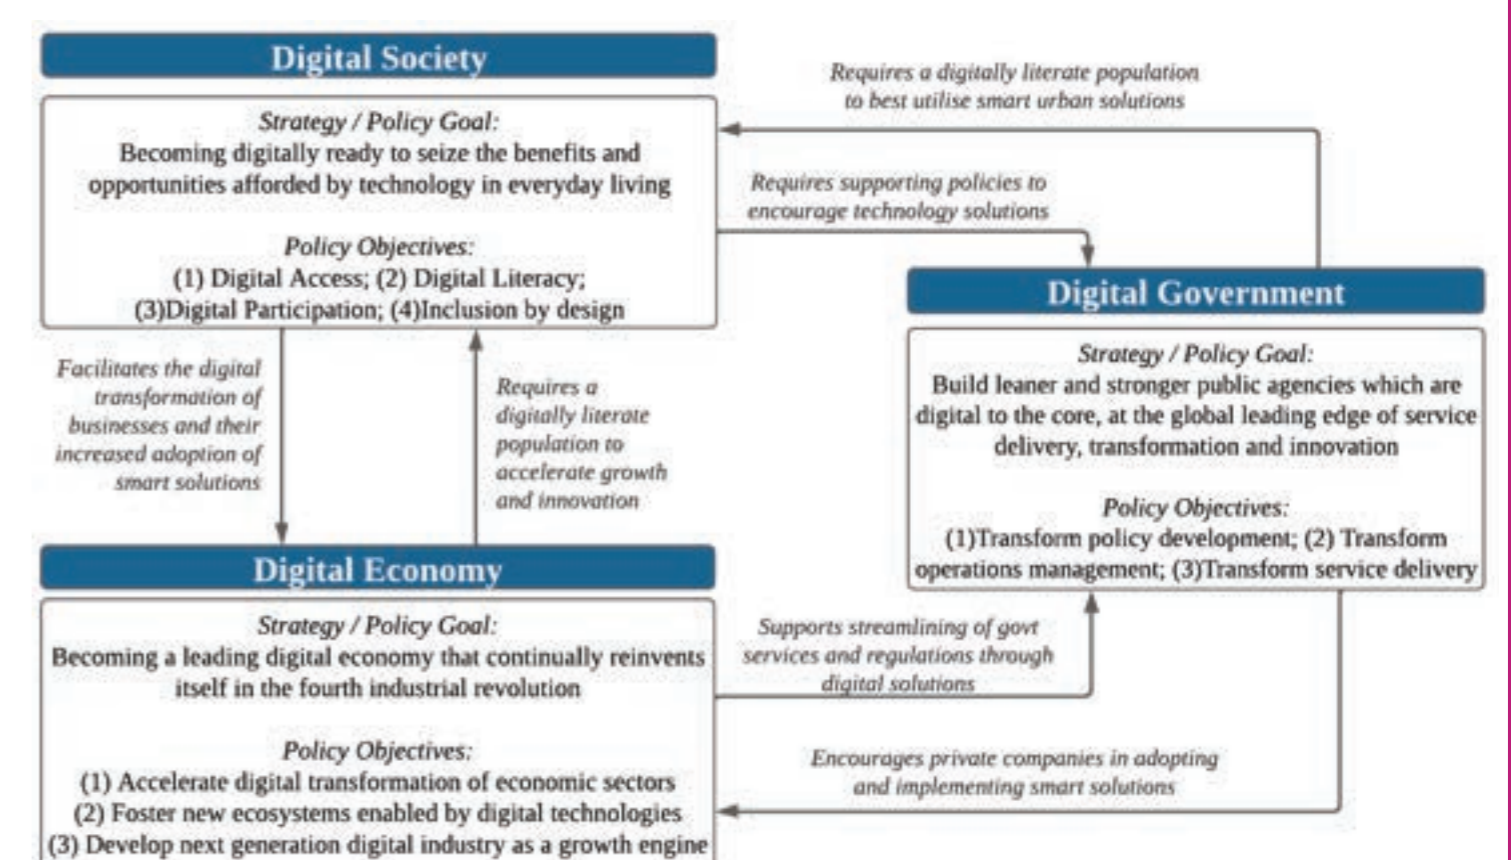 Digital Society
Strategy / Policy Goal:
Becoming digitally ready to seize the benefits and
opportunities afforded by technology in everyday living
Policy Objectives:
(1) Digital Access; (2) Digital Literacy;
(3)Digital Participation; (4)Inclusion by design
Requires a digitally literate population
to best utilise smart urban solutions
Requires supporting policies to
encourage technology solutions
Digital Government
Strategy / Policy Goal:
Build leaner and stronger public agencies which are
digital to the core, at the global leading edge of service
delivery, transformation and innovation
Policy Objectives:
(1)Transform policy development; (2) Transform
operations management; (3)Transform service delivery
Facilitates the digital
transformation of
businesses and their
increased adoption of
smart solutions
Requires a
digitally literate
population to
accelerate growth
and innovation
Digital Economy
Strategy / Policy Goal:
Becoming a leading digital economy that continually reinvents
itself in the fourth industrial revolution
Policy Objectives:
(1) Accelerate digital transformation of economic sectors
(2) Foster new ecosystems enabled by digital technologies
(3) Develop next generation digital industry as a growth engine
Supports streamlining of govt
services and regulations through
digital solutions
Encourages private companies in adopting
and implementing smart solutions